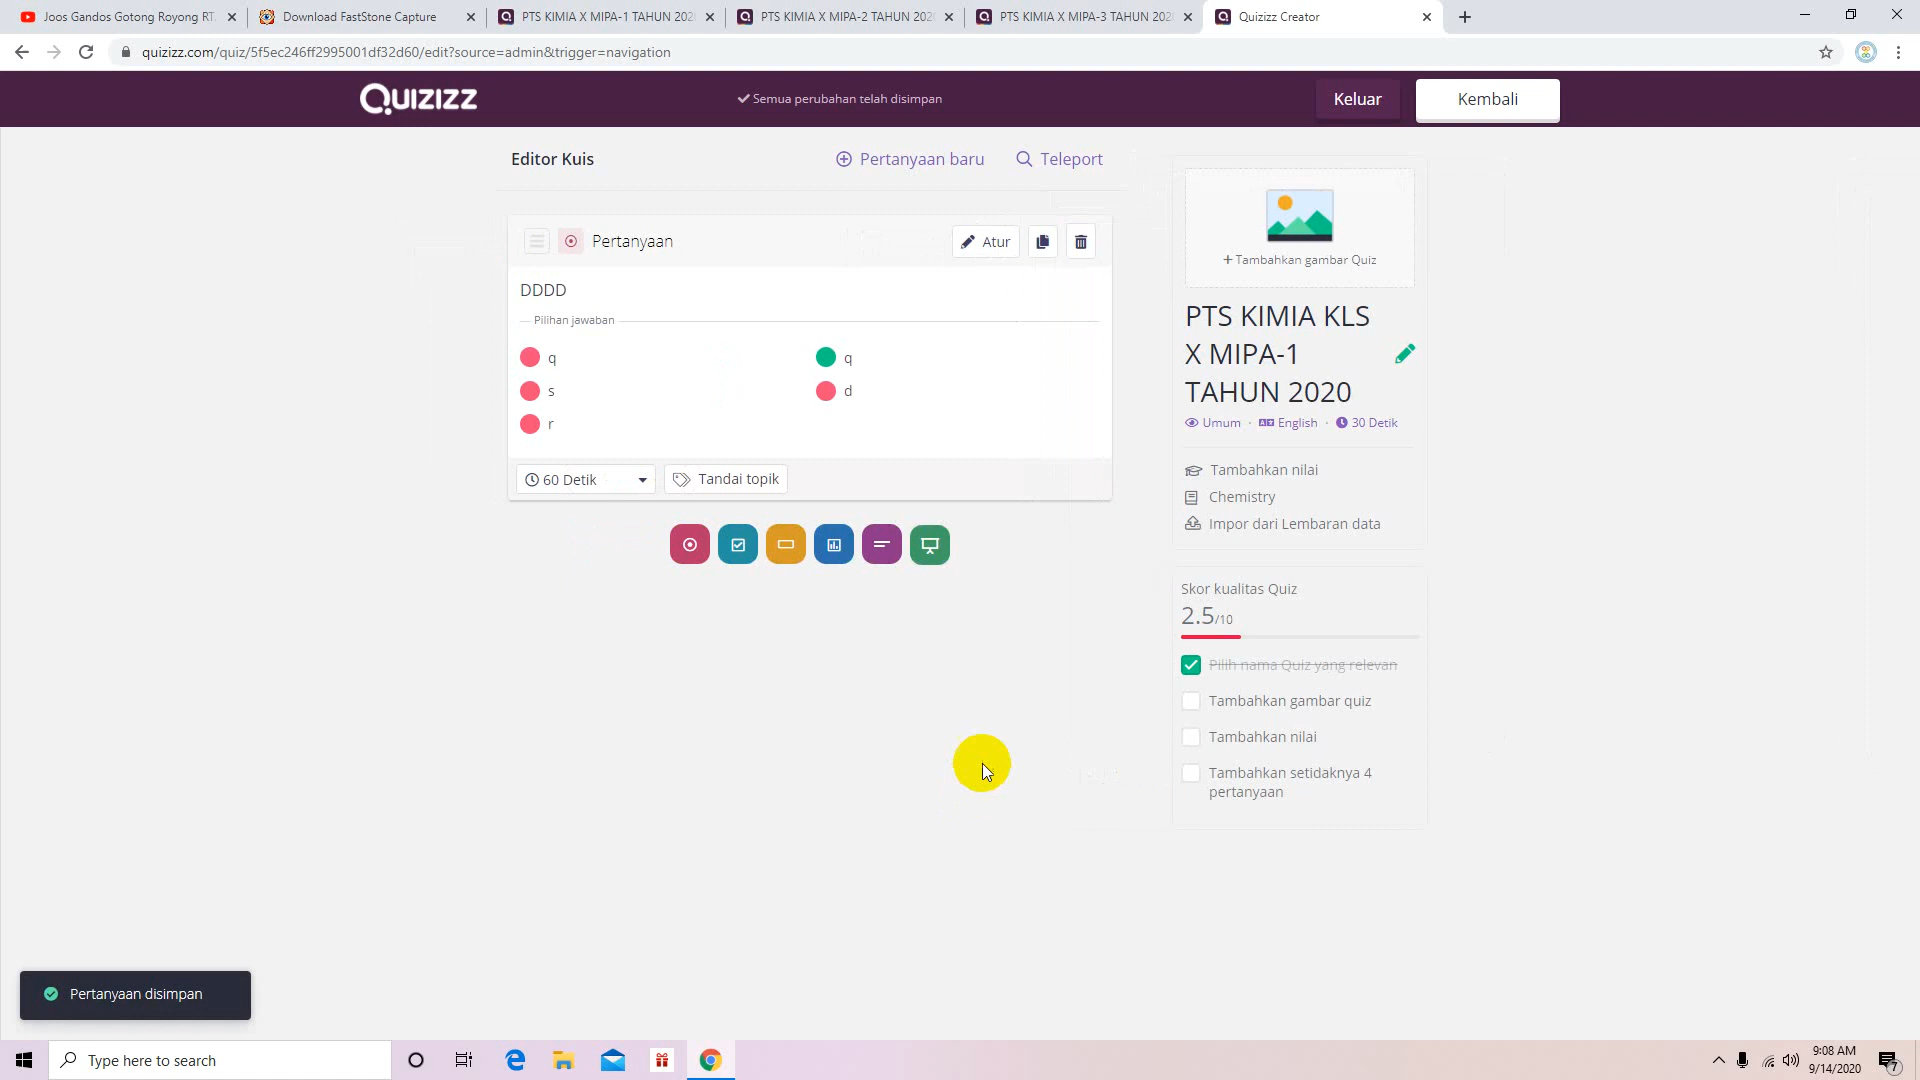 Joos Gandos Gotong Royong RT
Download FastStone Capture
PTS KIMIA X MIPA-1 TAHUN 202
PTS KIMIA X MIPA-2 TAHUN 202
PTS KIMIA X MIPA-3 TAHUN 202
Quizizz Creator
quizizz.com/quiz/5f5ec246ff2995001df32d60/edit?source=admin&trigger=navigation
QUIZIZZ
Semua perubahan telah disimpan
Keluar
Kembali
Editor Kuis
Pertanyaan baru
Teleport
Pertanyaan
Atur
DDDD
Pilihan jawaban
q
q
s
d
r
60 Detik
Tandai topik
+ Tambahkan gambar Quiz
PTS KIMIA KLS
X MIPA-1
TAHUN 2020
Umum · English · 30 Detik
Tambahkan nilai
Chemistry
Impor dari Lembaran data
Skor kualitas Quiz
2.5/10
Pilih nama Quiz yang relevan
Tambahkan gambar quiz
Tambahkan nilai
Tambahkan setidaknya 4
pertanyaan
Pertanyaan disimpan
Type here to search
9:08 AM
9/14/2020
7